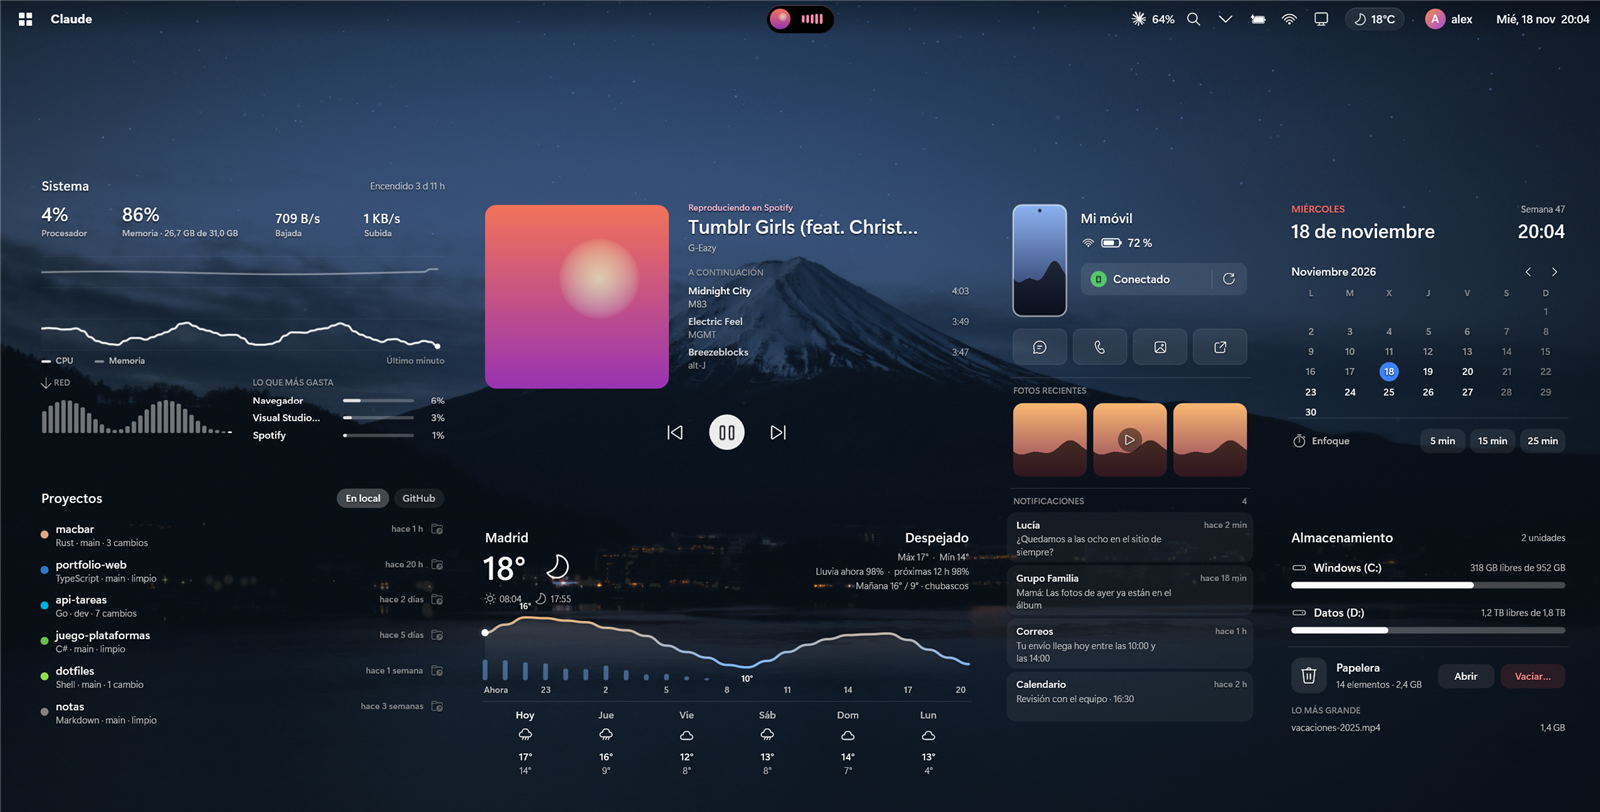 Claude
64%
18°C
A
alex
Mié, 18 nov 20:04
Sistema
Encendido 3 d 11 h
4%
86%
709 B/s
1 KB/s
Procesador
Memoria · 26,7 GB de 31,0 GB
Bajada
Subida
CPU
Memoria
Último minuto
RED
LO QUE MÁS GASTA
Navegador
6%
Visual Studio...
3%
Spotify
1%
Proyectos
En local
GitHub
macbar
hace 1 h
Rust · main · 3 cambios
portfolio-web
hace 20 h
TypeScript · main · limpio
api-tareas
hace 2 días
Go · dev · 7 cambios
juego-plataformas
hace 5 días
C# · main · limpio
dotfiles
hace 1 semana
Shell · main · 1 cambio
notas
hace 3 semanas
Markdown · main · limpio
Reproduciendo en Spotify
Tumblr Girls (feat. Christ...
G-Eazy
A CONTINUACIÓN
Midnight City
4:03
M83
Electric Feel
3:49
MGMT
Breezeblocks
3:47
alt-J
Madrid
Despejado
18°
Máx 17° · Mín 14°
Lluvia ahora 98% · próximas 12 h 98%
Mañana 16° / 9° · chubascos
08:04
17:55
16°
10°
Ahora
23
2
5
8
11
14
17
20
Hoy
Jue
Vie
Sáb
Dom
Lun
17°
16°
12°
13°
14°
13°
14°
9°
8°
8°
7°
4°
Mi móvil
72 %
Conectado
FOTOS RECIENTES
NOTIFICACIONES
4
Lucía
hace 2 min
¿Quedamos a las ocho en el sitio de
siempre?
Grupo Familia
hace 18 min
Mamá: Las fotos de ayer ya están en el
álbum
Correos
hace 1 h
Tu envío llega hoy entre las 10:00 y
las 14:00
Calendario
hace 2 h
Revisión con el equipo · 16:30
MIÉRCOLES
Semana 47
18 de noviembre
20:04
Noviembre 2026
L M X J V S D
1
2 3 4 5 6 7 8
9 10 11 12 13 14 15
16 17 18 19 20 21 22
23 24 25 26 27 28 29
30
Enfoque
5 min
15 min
25 min
Almacenamiento
2 unidades
Windows (C:)
318 GB libres de 952 GB
Datos (D:)
1,2 TB libres de 1,8 TB
Papelera
14 elementos · 2,4 GB
Abrir
Vaciar...
LO MÁS GRANDE
vacaciones-2025.mp4
1,4 GB